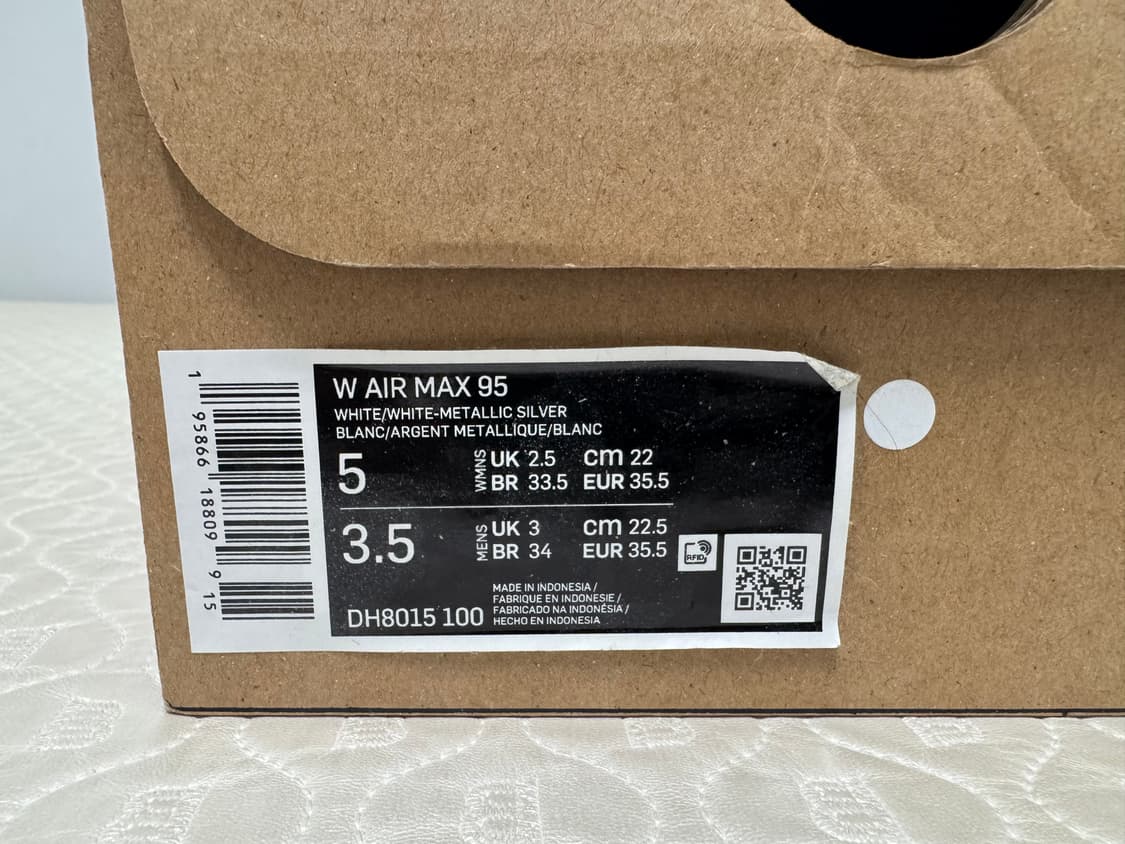 W AIR MAX 95
WHITE/WHITE-METALLIC SILVER
BLANC/ARGENT METALLIQUE/BLANC
5
WMNS
UK 2.5 cm 22
BR 33.5 EUR 35.5
3.5
MENS
UK 3 cm 22.5
BR 34 EUR 35.5
RFID
DH8015 100
MADE IN INDONESIA /
FABRIQUE EN INDONESIE /
FABRICADO NA INDONÉSIA /
HECHO EN INDONESIA
1 95866 18809 9 15